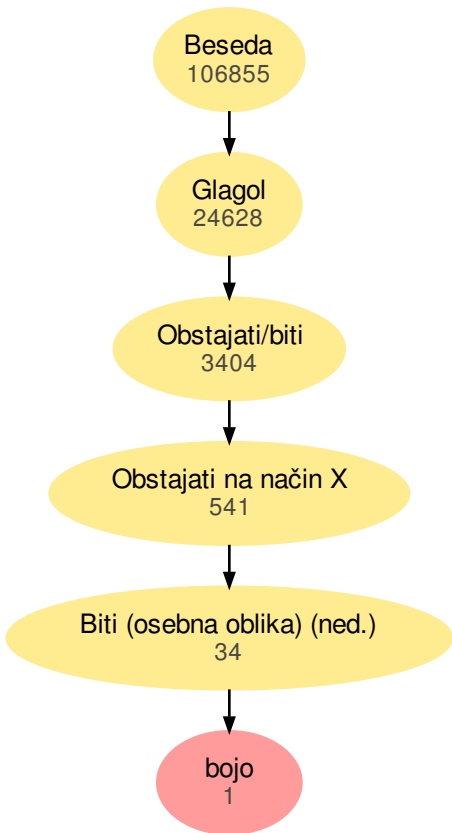 Beseda
106855
Glagol
24628
Obstajati/biti
3404
Obstajati na način X
541
Biti (osebna oblika) (ned.)
34
bojo
1